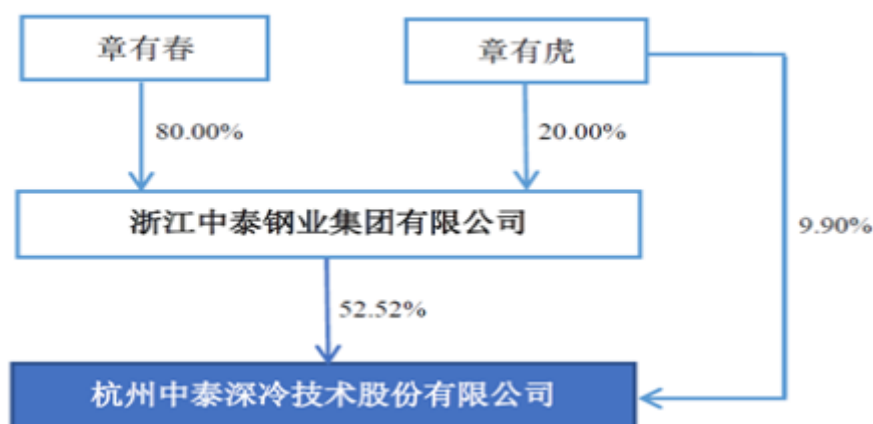 章有春
章有虎
80.00%
20.00%
浙江中泰钢业集团有限公司
9.90%
52.52%
杭州中泰深冷技术股份有限公司